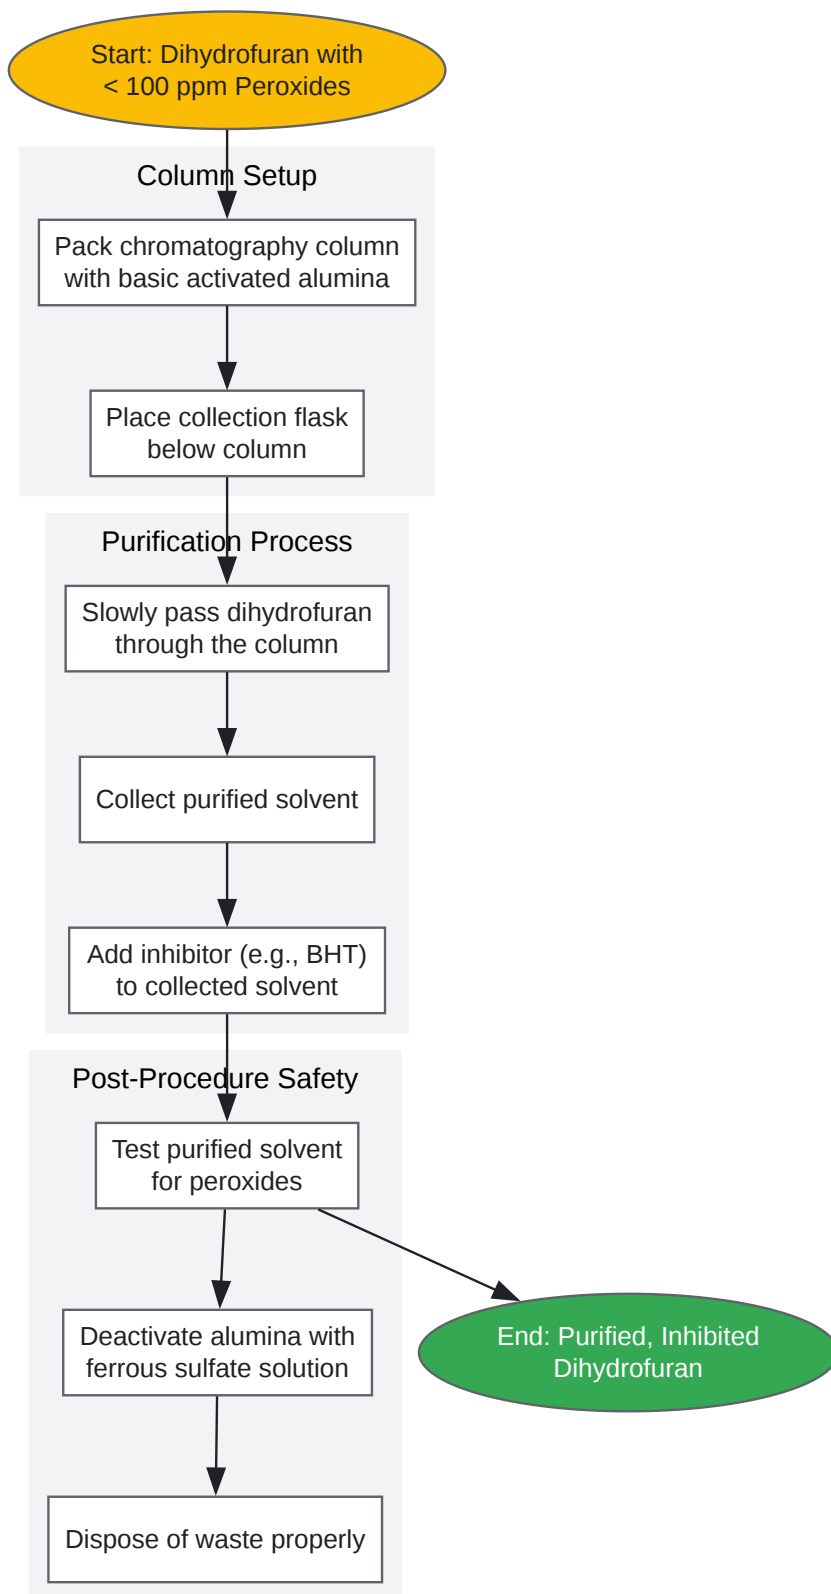 Start: Dihydrofuran with
< 100 ppm Peroxides
Column Setup
Pack chromatography column
with basic activated alumina
Place collection flask
below column
Purification Process
Slowly pass dihydrofuran
through the column
Collect purified solvent
Add inhibitor (e.g., BHT)
to collected solvent
Post-Procedure Safety
Test purified solvent
for peroxides
Deactivate alumina with
ferrous sulfate solution
End: Purified, Inhibited
Dihydrofuran
Dispose of waste properly